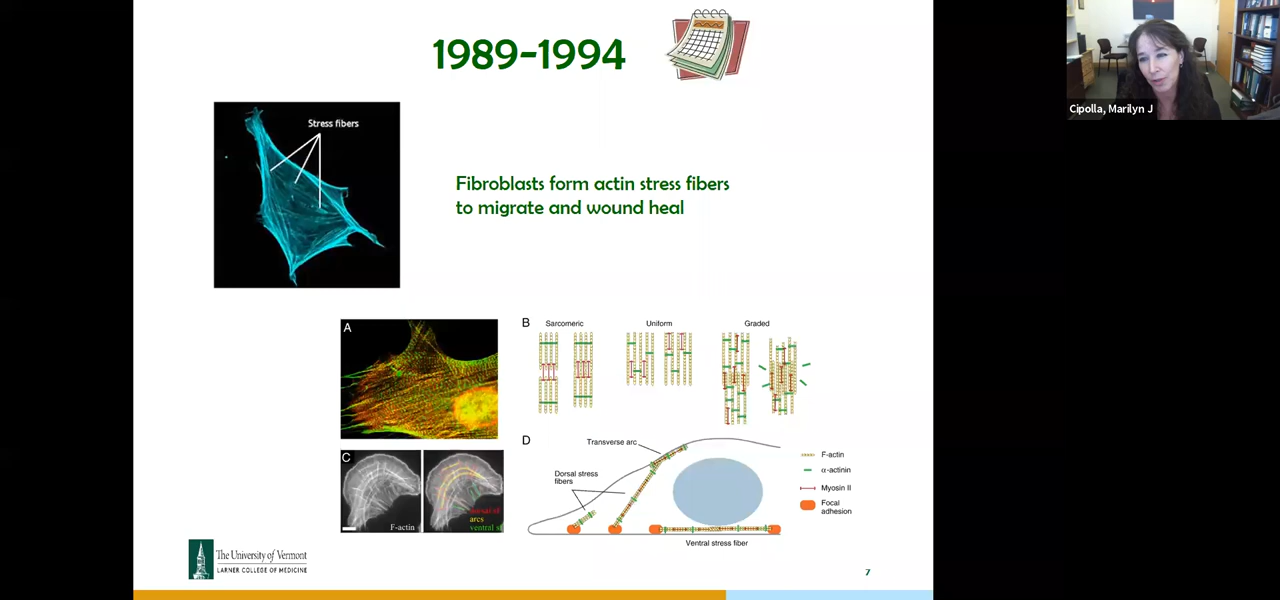 1989-1994
Cipolla, Marilyn J
Stress fibers
Fibroblasts form actin stress fibers
to migrate and wound heal
A
B
Sarcomeric
Uniform
Graded
C
F-actin
arcs
D
Transverse arc
Dorsal stress
fibers
Ventral stress fiber
F-actin
α-actinin
Myosin II
Focal
adhesion
The University of Vermont
LARNER COLLEGE OF MEDICINE
7